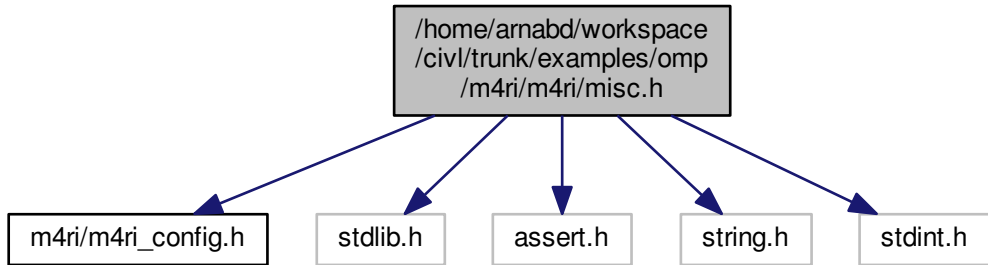 /home/arnabd/workspace
/civl/trunk/examples/omp
/m4ri/m4ri/misc.h
m4ri/m4ri_config.h
stdlib.h
assert.h
string.h
stdint.h